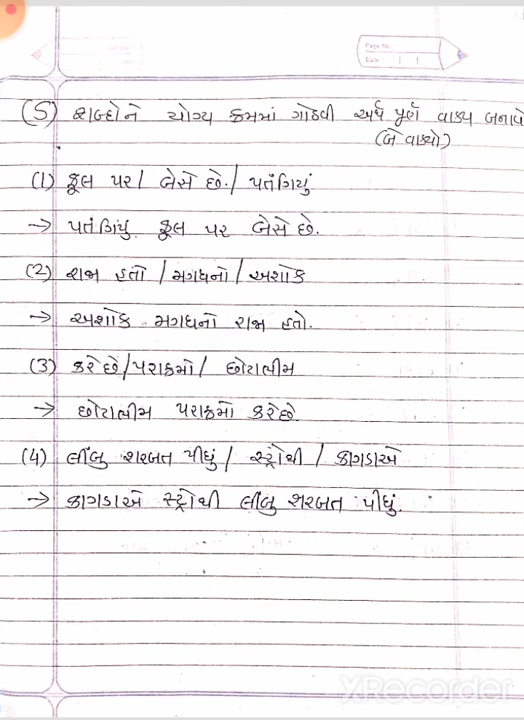 Page No.
Date
(5) શબ્દોને યોગ્ય ક્રમમાં ગોઠવી અર્થ પૂર્ણ વાક્ય બનાવો
(બે વાક્યો)
(1) ફૂલ પર / બેસે છે. / પતંગિયું
→ પતંગિયુ ફૂલ પર બેસે છે.
(2) રાજા હતો / મગધનો / અશોક
→ અશોક મગધનો રાજા હતો.
(3) કરે છે / પરાક્રમો / છોટાભીમ
→ છોટાભીમ પરાક્રમો કરે છે.
(4) લીંબુ શરબત પીધું / સ્ટ્રોથી / કાગડાએ
→ કાગડાએ સ્ટ્રોથી લીંબુ શરબત પીધું.
XRecorder